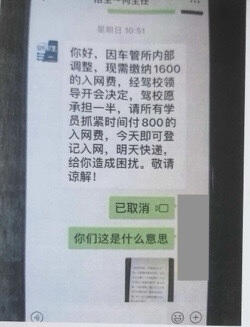 星期日 10:51
你好，因车管所内部
调整，现需缴纳1600
的入网费，经驾校领
导开会决定，驾校愿
承担一半，请所有学
员抓紧时间付800的
入网费，今天即可登
记入网，明天快递，
给你造成困扰。敬请
谅解！
已取消
你们这是什么意思